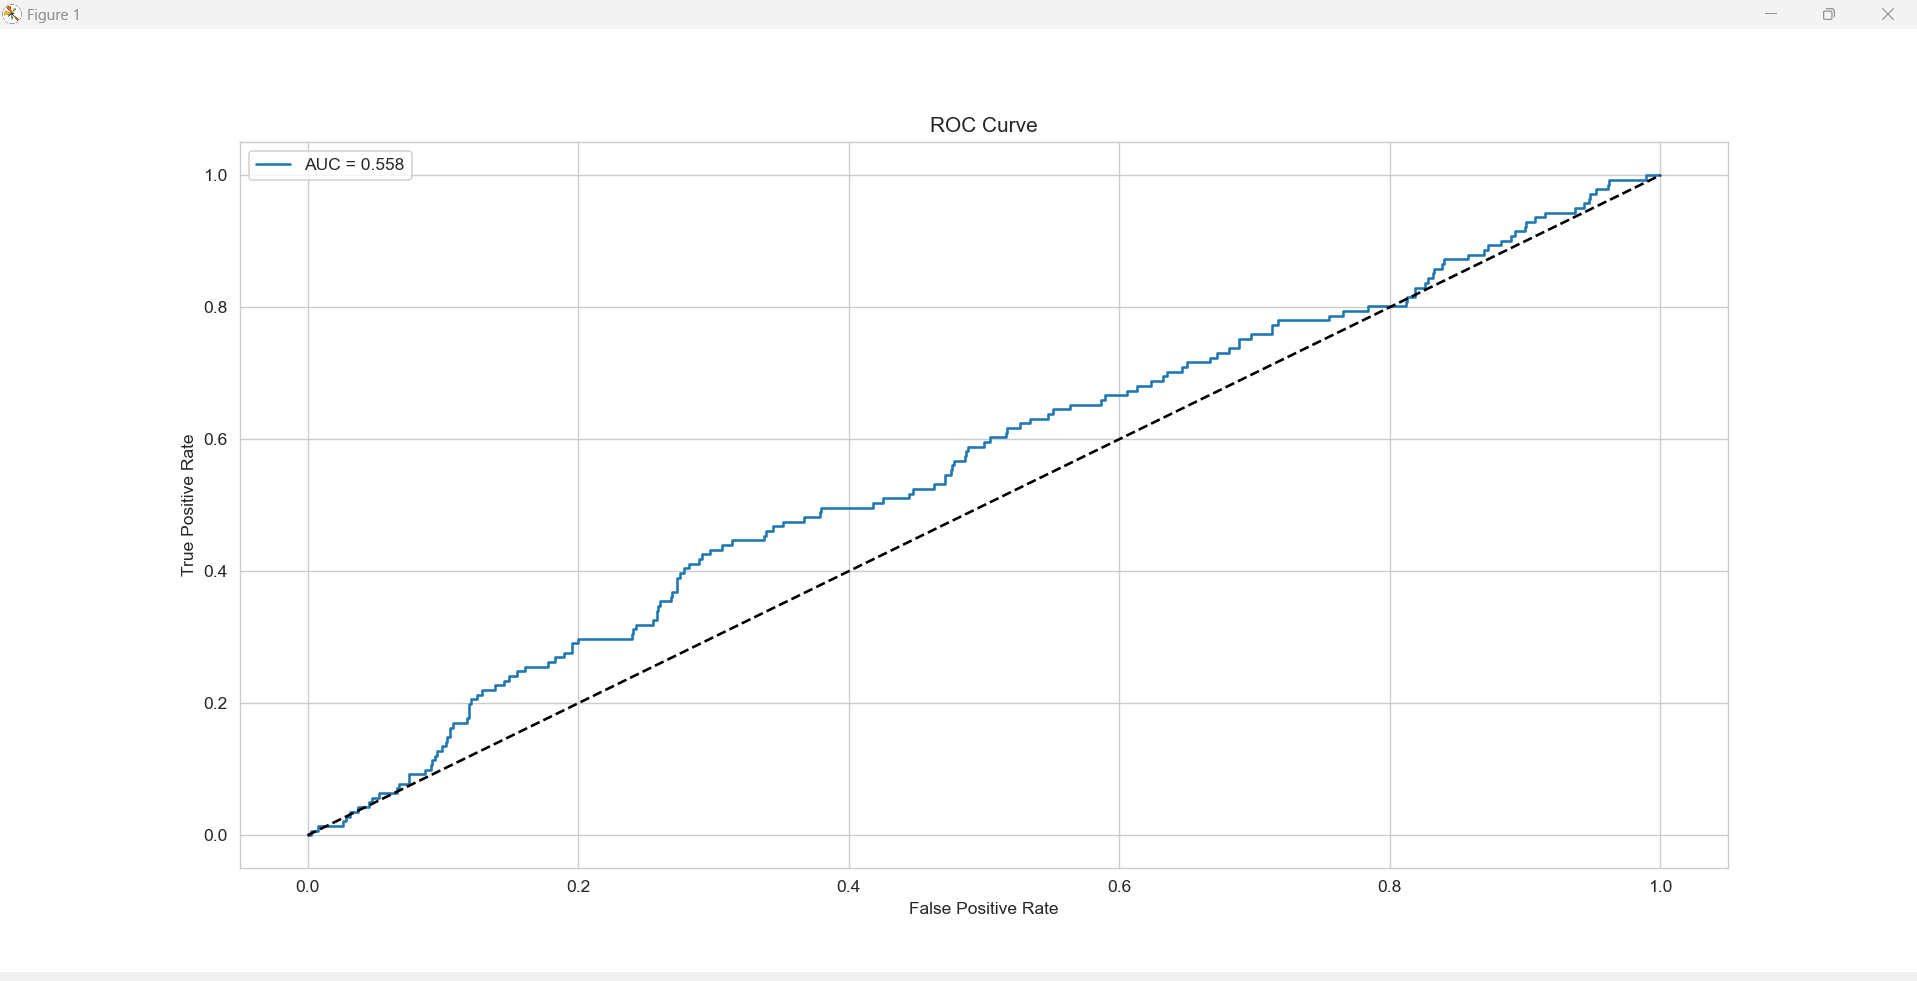 Figure 1
ROC Curve
AUC = 0.558
True Positive Rate
1.0
0.8
0.6
0.4
0.2
0.0
0.0 0.2 0.4 0.6 0.8 1.0
False Positive Rate